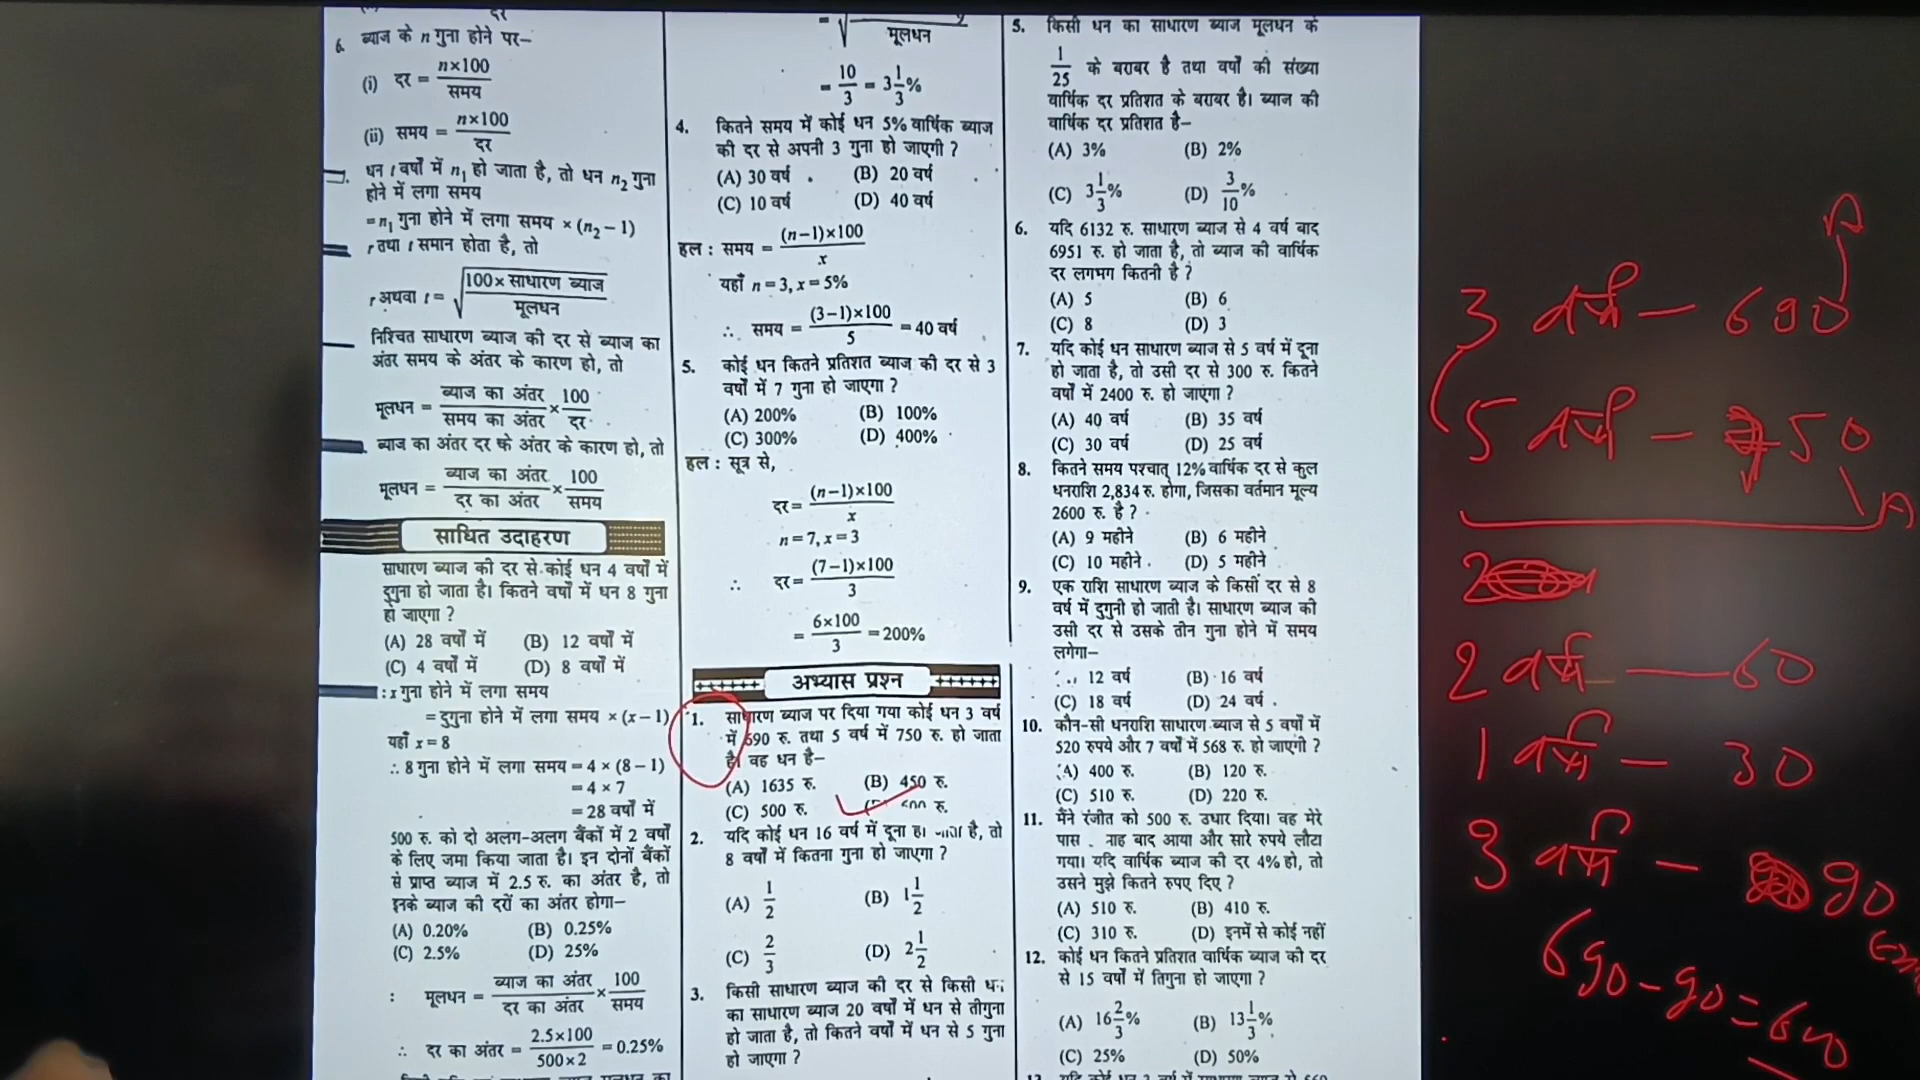 6. ब्याज के n गुना होने पर–
(i) दर = n×100 / समय
(ii) समय = n×100 / दर
धन t वर्षों में n₁ हो जाता है, तो धन n₂ गुना
होने में लगा समय
= n₁ गुना होने में लगा समय × (n₂ – 1)
r तथा t समान होता है, तो
r अथवा t = √(100× साधारण ब्याज / मूलधन)
निश्चित साधारण ब्याज की दर से ब्याज का
अंतर समय के अंतर के कारण हो, तो
मूलधन = ब्याज का अंतर / समय का अंतर × 100 / दर
ब्याज का अंतर दर के अंतर के कारण हो, तो
मूलधन = ब्याज का अंतर / दर का अंतर × 100 / समय
साधित उदाहरण
साधारण ब्याज की दर से कोई धन 4 वर्षों में
दुगुना हो जाता है। कितने वर्षों में धन 8 गुना
हो जाएगा ?
(A) 28 वर्षों में (B) 12 वर्षों में
(C) 4 वर्षों में (D) 8 वर्षों में
: x गुना होने में लगा समय
= दुगुना होने में लगा समय × (x – 1)
यहाँ x = 8
∴ 8 गुना होने में लगा समय = 4 × (8 – 1)
= 4 × 7
= 28 वर्षों में
500 रु. को दो अलग-अलग बैंकों में 2 वर्षों
के लिए जमा किया जाता है। इन दोनों बैंकों
से प्राप्त ब्याज में 2.5 रु. का अंतर है, तो
इनके ब्याज की दरों का अंतर होगा–
(A) 0.20% (B) 0.25%
(C) 2.5% (D) 25%
: मूलधन = ब्याज का अंतर / दर का अंतर × 100 / समय
∴ दर का अंतर = 2.5×100 / 500×2 = 0.25%
= √ मूलधन
= 10/3 = 3 1/3 %
4. कितने समय में कोई धन 5% वार्षिक ब्याज
की दर से अपनी 3 गुना हो जाएगी ?
(A) 30 वर्ष (B) 20 वर्ष
(C) 10 वर्ष (D) 40 वर्ष
हल : समय = (n–1)×100 / x
यहाँ n = 3, x = 5%
∴ समय = (3–1)×100 / 5 = 40 वर्ष
5. कोई धन कितने प्रतिशत ब्याज की दर से 3
वर्षों में 7 गुना हो जाएगा ?
(A) 200% (B) 100%
(C) 300% (D) 400%
हल : सूत्र से,
दर = (n–1)×100 / x
n = 7, x = 3
∴ दर = (7–1)×100 / 3
= 6×100 / 3 = 200%
अभ्यास प्रश्न
1. साधारण ब्याज पर दिया गया कोई धन 3 वर्ष
में 690 रु. तथा 5 वर्ष में 750 रु. हो जाता
है। वह धन है–
(A) 1635 रु. (B) 450 रु.
(C) 500 रु. 600 रु.
2. यदि कोई धन 16 वर्ष में दूना हो जाता है, तो
8 वर्षों में कितना गुना हो जाएगा ?
(A) 1/2 (B) 1 1/2
(C) 2/3 (D) 2 1/2
3. किसी साधारण ब्याज की दर से किसी धन
का साधारण ब्याज 20 वर्षों में धन से तीगुना
हो जाता है, तो कितने वर्षों में धन से 5 गुना
हो जाएगा ?
5. किसी धन का साधारण ब्याज मूलधन के
1/25 के बराबर है तथा वर्षों की संख्या
वार्षिक दर प्रतिशत के बराबर है। ब्याज की
वार्षिक दर प्रतिशत है–
(A) 3% (B) 2%
(C) 3 1/3 % (D) 3/10 %
6. यदि 6132 रु. साधारण ब्याज से 4 वर्ष बाद
6951 रु. हो जाता है, तो ब्याज की वार्षिक
दर लगभग कितनी है ?
(A) 5 (B) 6
(C) 8 (D) 3
7. यदि कोई धन साधारण ब्याज से 5 वर्ष में दूना
हो जाता है, तो उसी दर से 300 रु. कितने
वर्षों में 2400 रु. हो जाएंगा ?
(A) 40 वर्ष (B) 35 वर्ष
(C) 30 वर्ष (D) 25 वर्ष
8. कितने समय पश्चात् 12% वार्षिक दर से कुल
धनराशि 2,834 रु. होगा, जिसका वर्तमान मूल्य
2600 रु. है ?
(A) 9 महीने (B) 6 महीने
(C) 10 महीने (D) 5 महीने
9. एक राशि साधारण ब्याज के किसी दर से 8
वर्ष में दुगुनी हो जाती है। साधारण ब्याज की
उसी दर से उसके तीन गुना होने में समय
लगेगा–
12 वर्ष (B) 16 वर्ष
(C) 18 वर्ष (D) 24 वर्ष
10. कौन-सी धनराशि साधारण ब्याज से 5 वर्षों में
520 रुपये और 7 वर्षों में 568 रु. हो जाएगी ?
(A) 400 रु. (B) 120 रु.
(C) 510 रु. (D) 220 रु.
11. मैंने रंजीत को 500 रु. उधार दिया। वह मेरे
पास माह बाद आया और सारे रुपये लौटा
गया। यदि वार्षिक ब्याज की दर 4% हो, तो
उसने मुझे कितने रुपए दिए ?
(A) 510 रु. (B) 410 रु.
(C) 310 रु. (D) इनमें से कोई नहीं
12. कोई धन कितने प्रतिशत वार्षिक ब्याज की दर
से 15 वर्षों में तिगुना हो जाएगा ?
(A) 16 2/3 % (B) 13 1/3 %
(C) 25% (D) 50%
A
3 वर्ष – 690
5 वर्ष – 750
A
2 वर्ष — 60
1 वर्ष – 30
3 वर्ष – 90
690 – 90 = 600